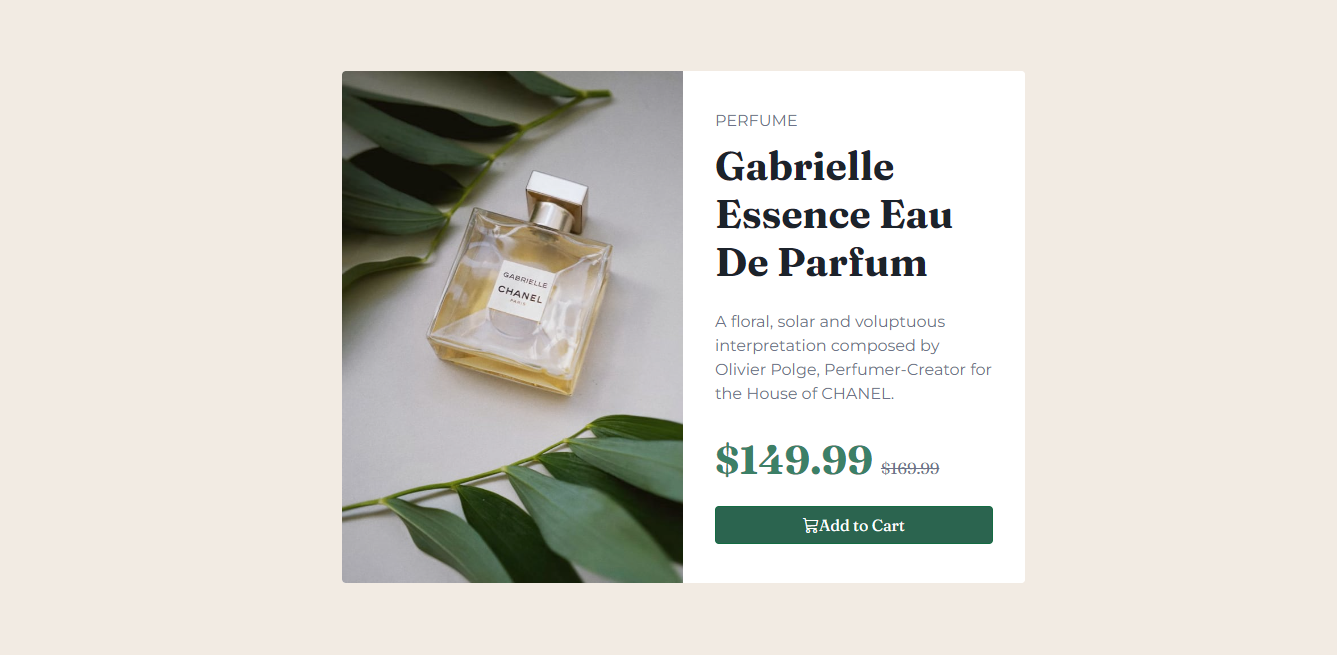 GABRIELLE
CHANEL
PARIS
PERFUME
Gabrielle
Essence Eau
De Parfum
A floral, solar and voluptuous
interpretation composed by
Olivier Polge, Perfumer-Creator for
the House of CHANEL.
$149.99 $169.99
Add to Cart